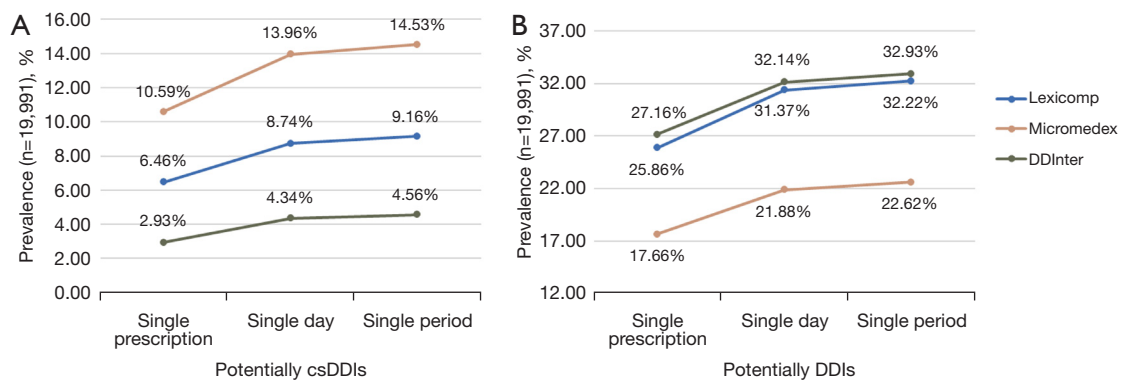 A
Prevalence (n=19,991), %
16.00
14.00
12.00
10.00
8.00
6.00
4.00
2.00
0.00
10.59%
13.96%
14.53%
6.46%
8.74%
9.16%
2.93%
4.34%
4.56%
Single
prescription
Single day
Single period
Potentially csDDIs
B
Prevalence (n=19,991), %
37.00
32.00
27.00
22.00
17.00
12.00
27.16%
32.14%
32.93%
25.86%
31.37%
32.22%
17.66%
21.88%
22.62%
Single
prescription
Single day
Single period
Potentially DDIs
Lexicomp
Micromedex
DDInter